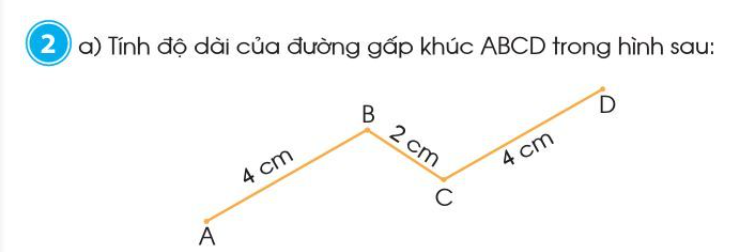 2 a) Tính độ dài của đường gấp khúc ABCD trong hình sau:
D
B
2 cm
4 cm
4 cm
C
A